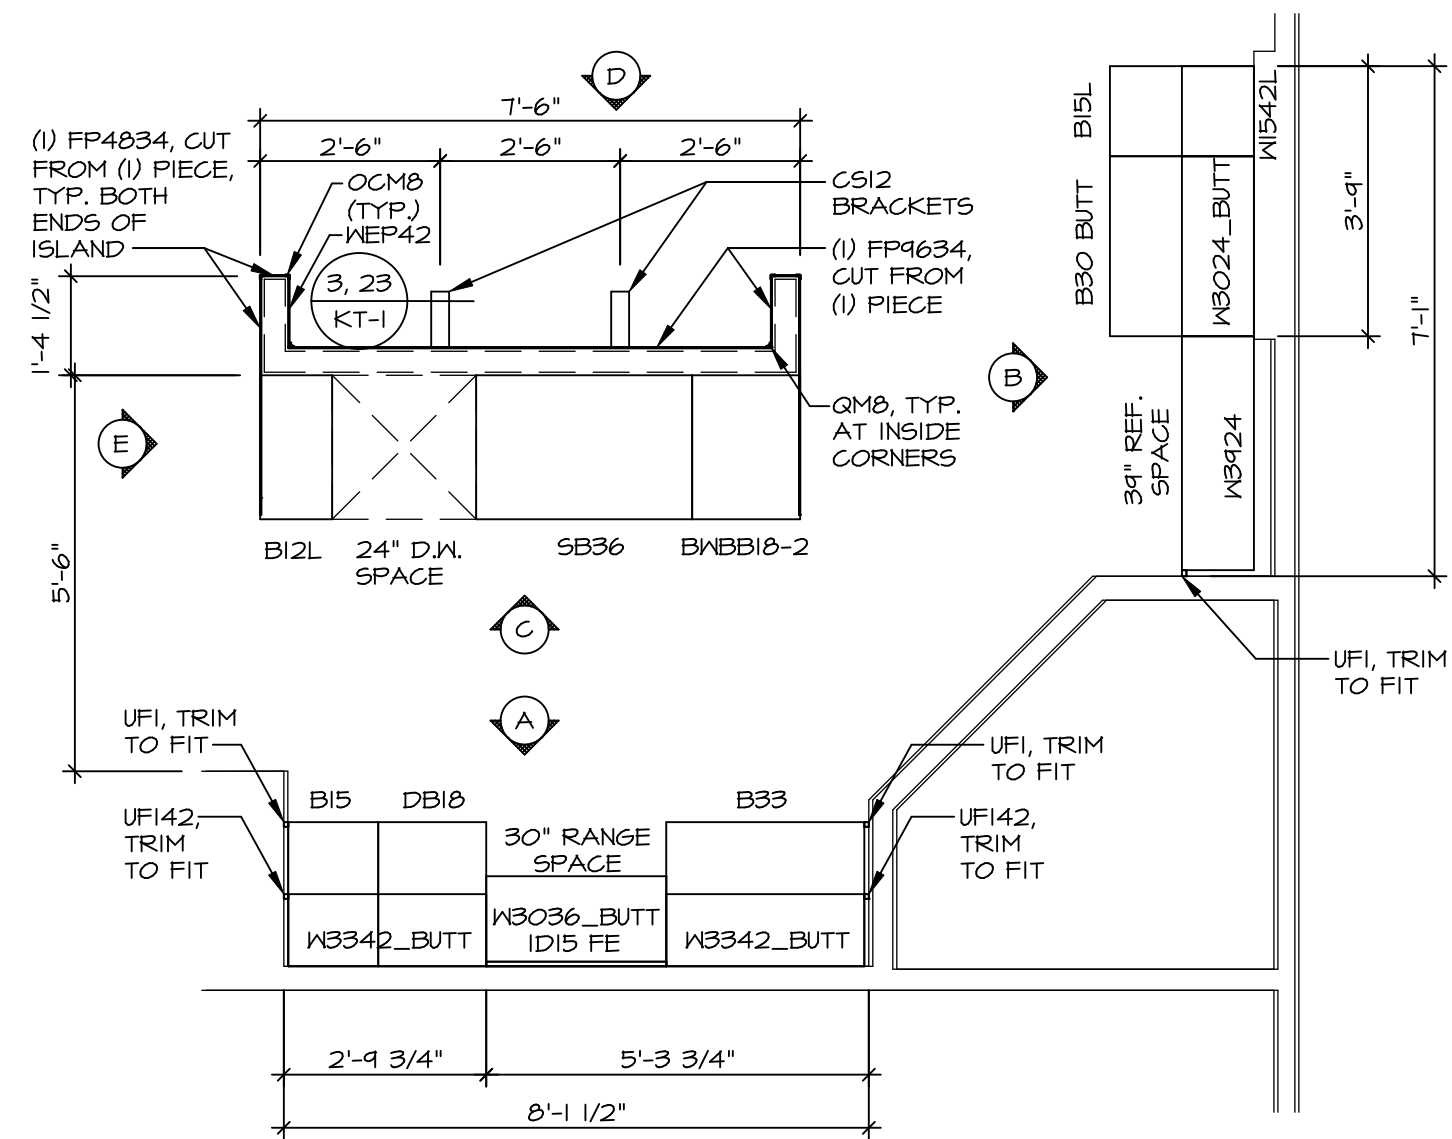 D
7'-6"
2'-6"
2'-6"
2'-6"
(1) FP4834, CUT
FROM (1) PIECE,
TYP. BOTH
ENDS OF
ISLAND
OCM8
(TYP.)
WEP42
3, 23
KT-1
CS12
BRACKETS
(1) FP9634,
CUT FROM
(1) PIECE
1'-4 1/2"
5'-6"
E
B
QM8, TYP.
AT INSIDE
CORNERS
B12L
24" D.W.
SPACE
SB36
BWBB18-2
C
A
B15L
W1542L
B30 BUTT
W3024_BUTT
3'-9"
7'-1"
39" REF.
SPACE
W3924
UF1, TRIM
TO FIT
UF1, TRIM
TO FIT
UF142,
TRIM
TO FIT
B15
DB18
30" RANGE
SPACE
B33
UF1, TRIM
TO FIT
UF142,
TRIM
TO FIT
W3342_BUTT
W3036_BUTT
1D15 FE
W3342_BUTT
2'-9 3/4"
5'-3 3/4"
8'-1 1/2"